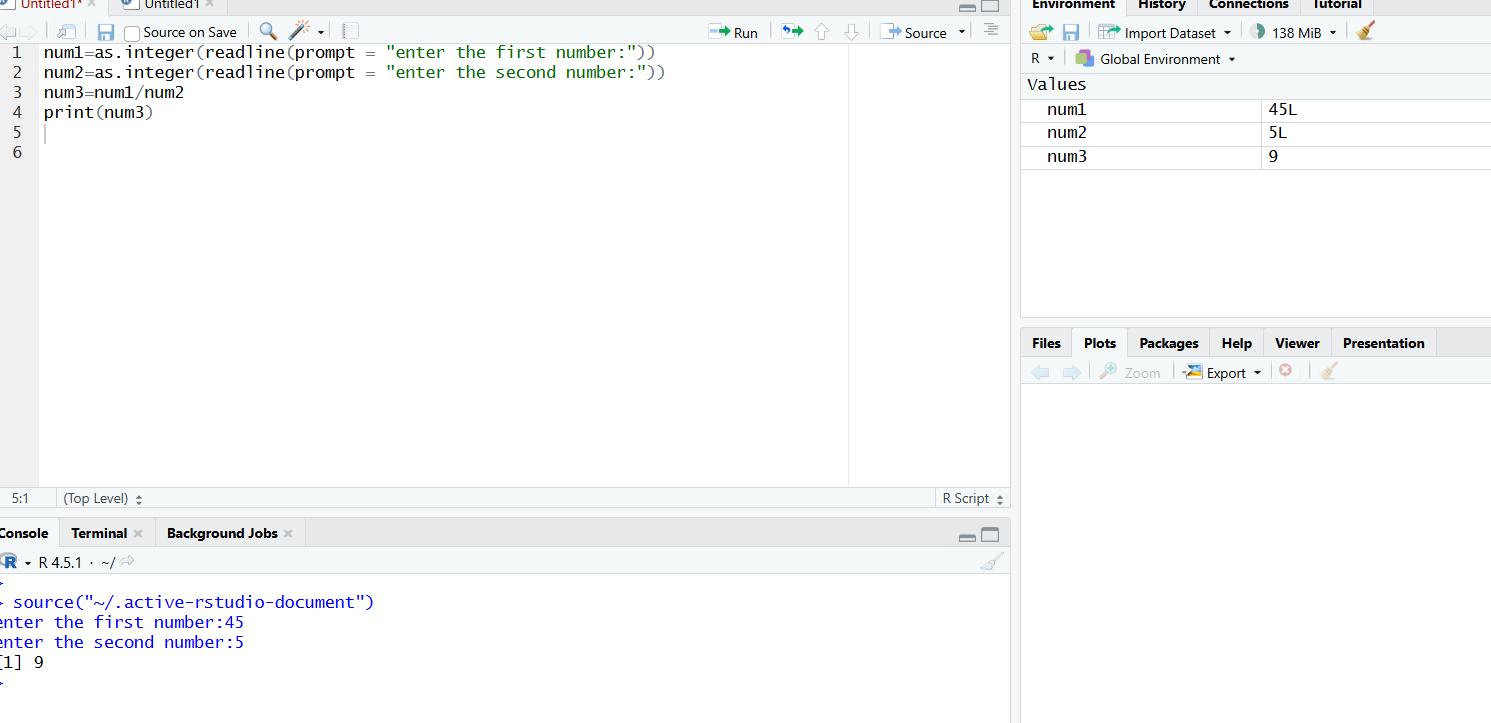 Untitled1*
Untitled1
Source on Save
Run
Source
1 num1=as.integer(readline(prompt = "enter the first number:"))
2 num2=as.integer(readline(prompt = "enter the second number:"))
3 num3=num1/num2
4 print(num3)
5
6
5:1
(Top Level)
R Script
Console
Terminal
Background Jobs
R 4.5.1 · ~/
>
> source("~/.active-rstudio-document")
enter the first number:45
enter the second number:5
[1] 9
>
Environment
History
Connections
Tutorial
Import Dataset
138 MiB
R
Global Environment
Values
num1 45L
num2 5L
num3 9
Files
Plots
Packages
Help
Viewer
Presentation
Zoom
Export